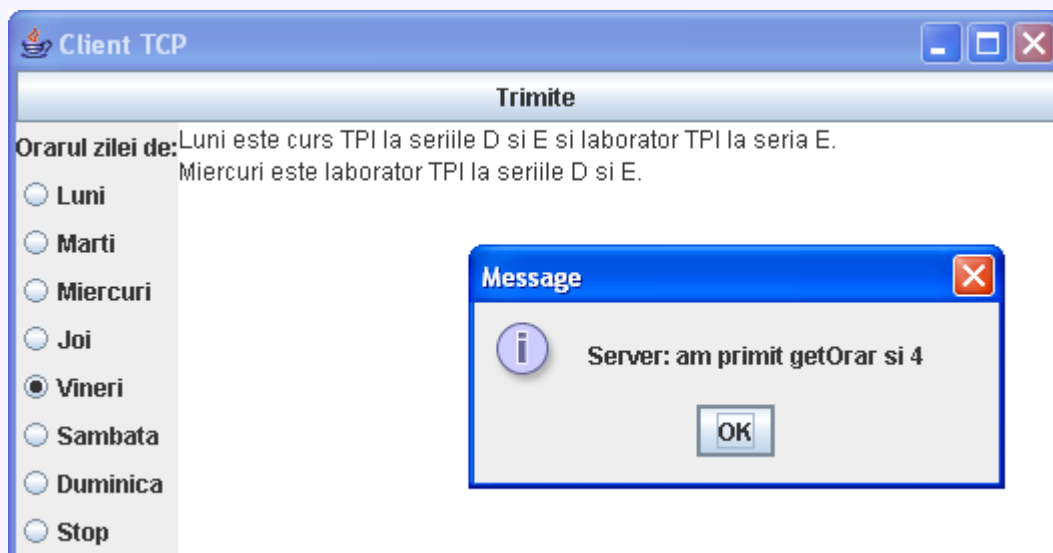 Client TCP
Trimite
Orarul zilei de:
Luni este curs TPI la seriile D si E si laborator TPI la seria E.
Miercuri este laborator TPI la seriile D si E.
Luni
Marti
Miercuri
Joi
Vineri
Sambata
Duminica
Stop
Message
Server: am primit getOrar si 4
OK